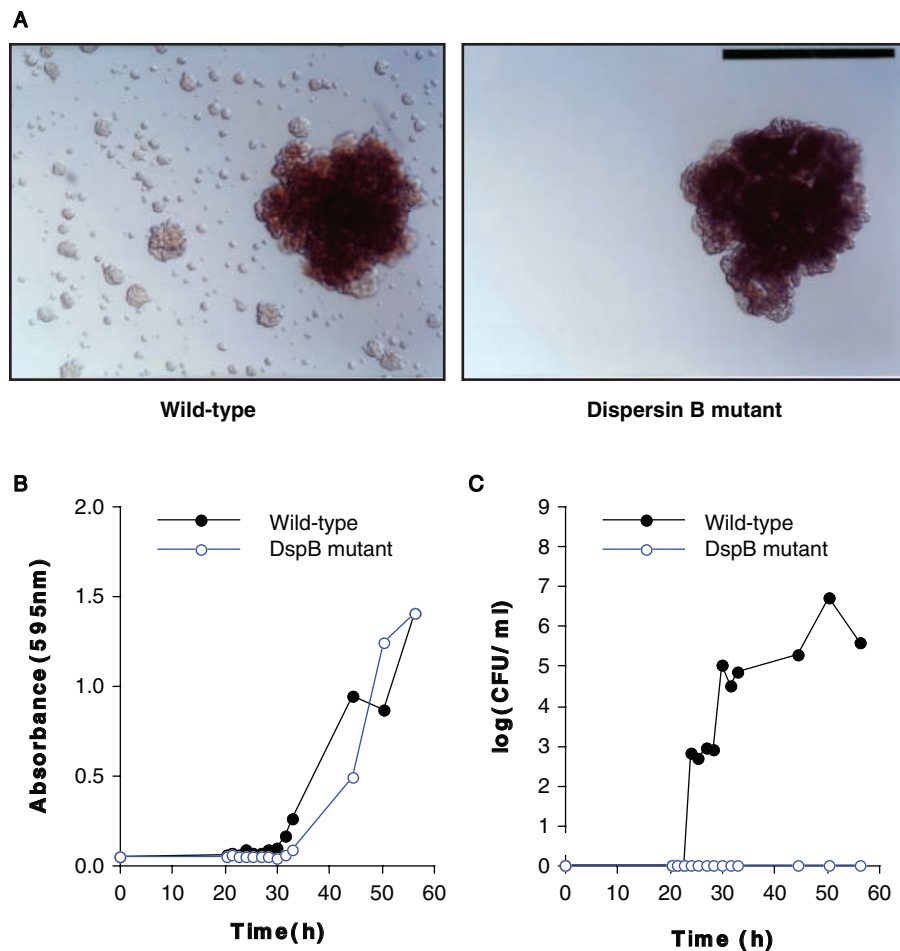 A
Wild-type
Dispersin B mutant
B
2.0
1.5
1.0
0.5
0.0
Absorbance (595nm)
Wild-type
DspB mutant
0 10 20 30 40 50 60
Time (h)
C
9
8
7
6
5
4
3
2
1
0
log(CFU/ml)
Wild-type
DspB mutant
0 10 20 30 40 50 60
Time (h)